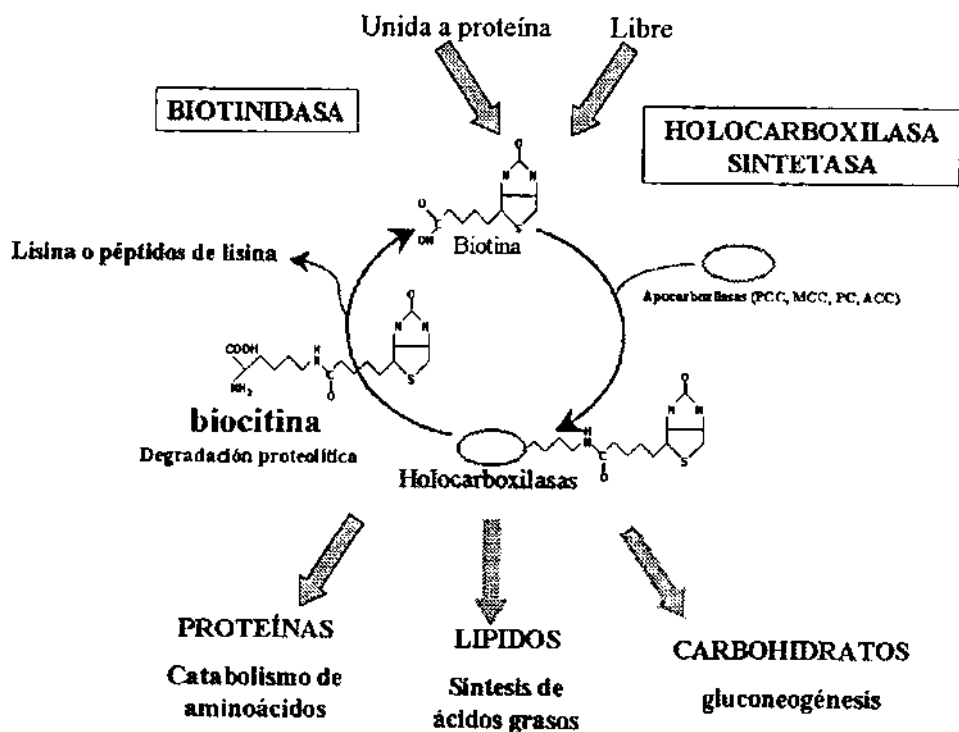 Unida a proteína
Libre
BIOTINIDASA
HOLOCARBOXILASA
SINTETASA
O
N N
O
C
OH
S
Biotina
Lisina o péptidos de lisina
Apocarboxilasas (PCC, MCC, PC, ACC)
O
N N
COOH
H
N
C
S
NH2
O
biocitina
Degradación proteolítica
O
N N
H
N
C
S
O
Holocarboxilasas
PROTEÍNAS
Catabolismo de
aminoácidos
LIPIDOS
Síntesis de
ácidos grasos
CARBOHIDRATOS
gluconeogénesis